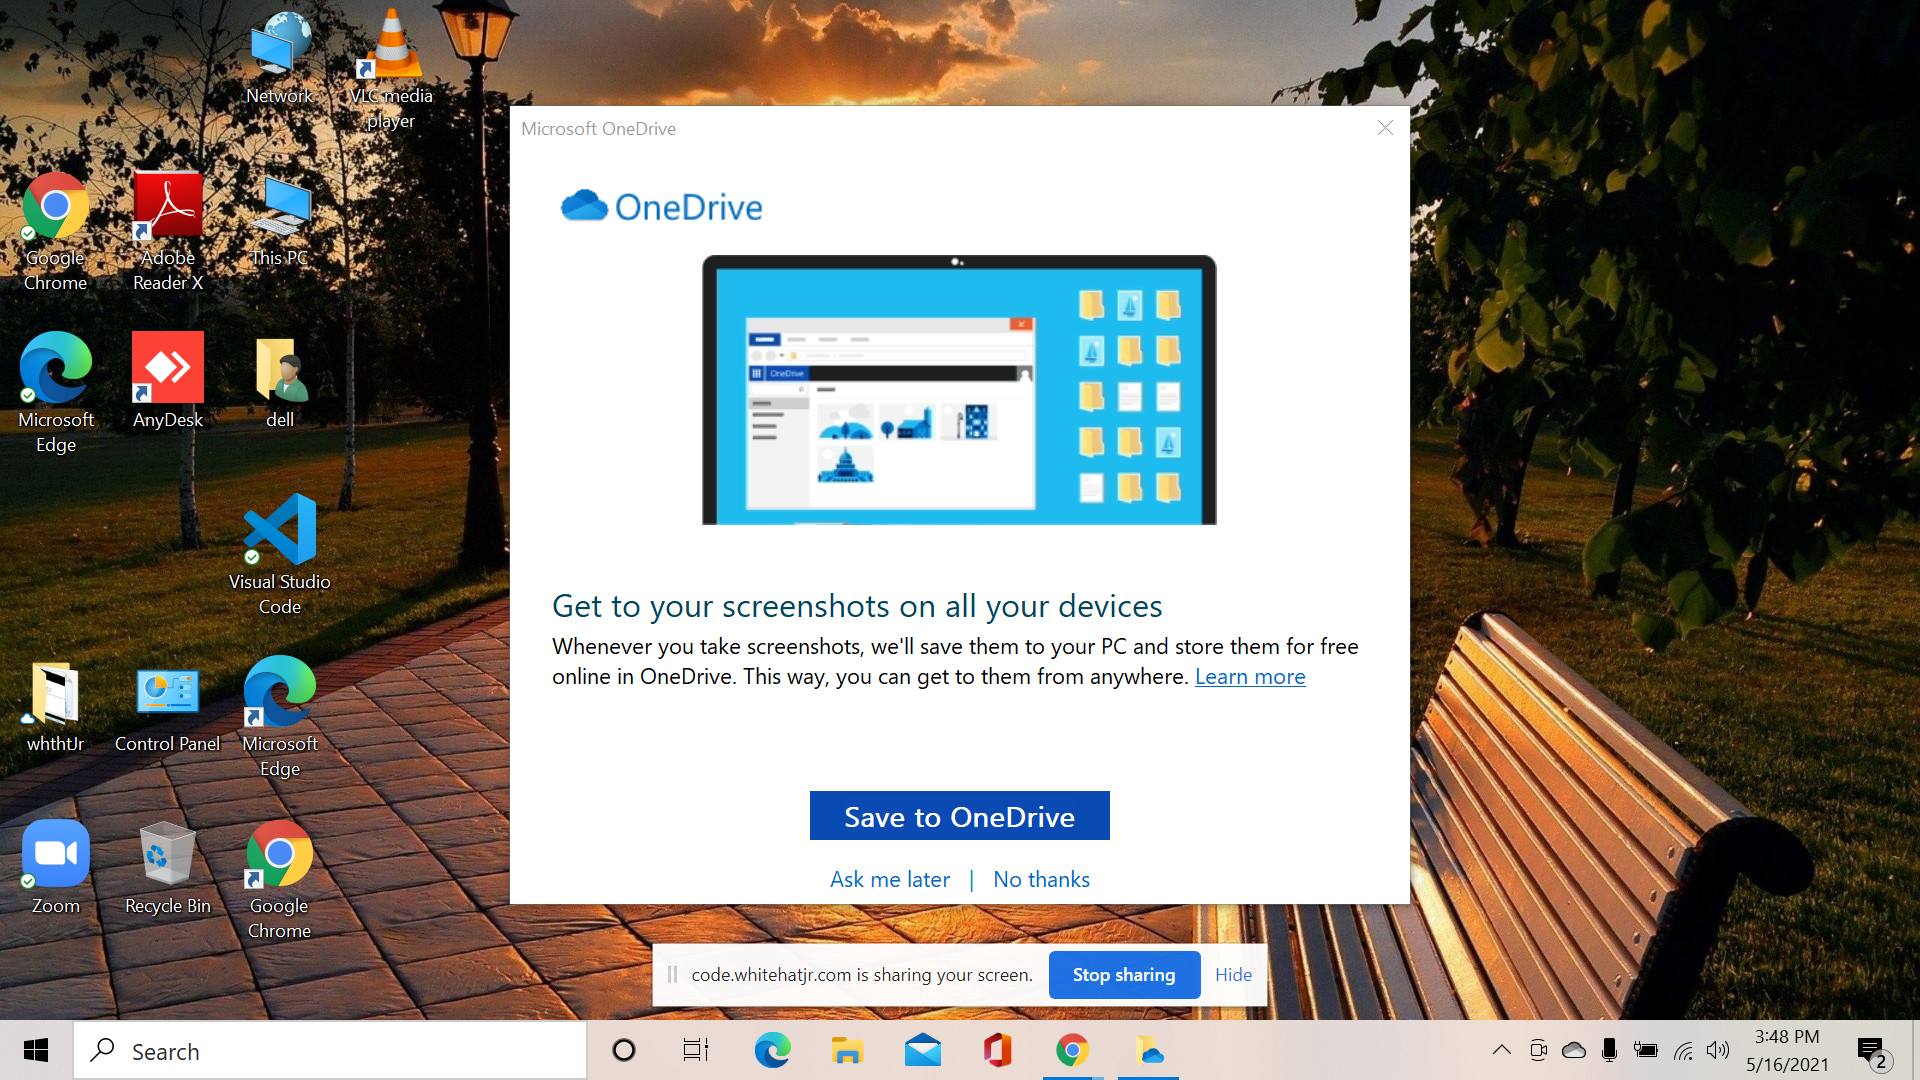 Network
VLC media
player
Google
Chrome
Adobe
Reader X
This PC
Microsoft
Edge
AnyDesk
dell
Visual Studio
Code
whthtJr
Control Panel
Microsoft
Edge
Zoom
Recycle Bin
Google
Chrome
Microsoft OneDrive
OneDrive
OneDrive
Get to your screenshots on all your devices
Whenever you take screenshots, we'll save them to your PC and store them for free
online in OneDrive. This way, you can get to them from anywhere. Learn more
Save to OneDrive
Ask me later | No thanks
code.whitehatjr.com is sharing your screen. Stop sharing Hide
Search
3:48 PM
5/16/2021
2